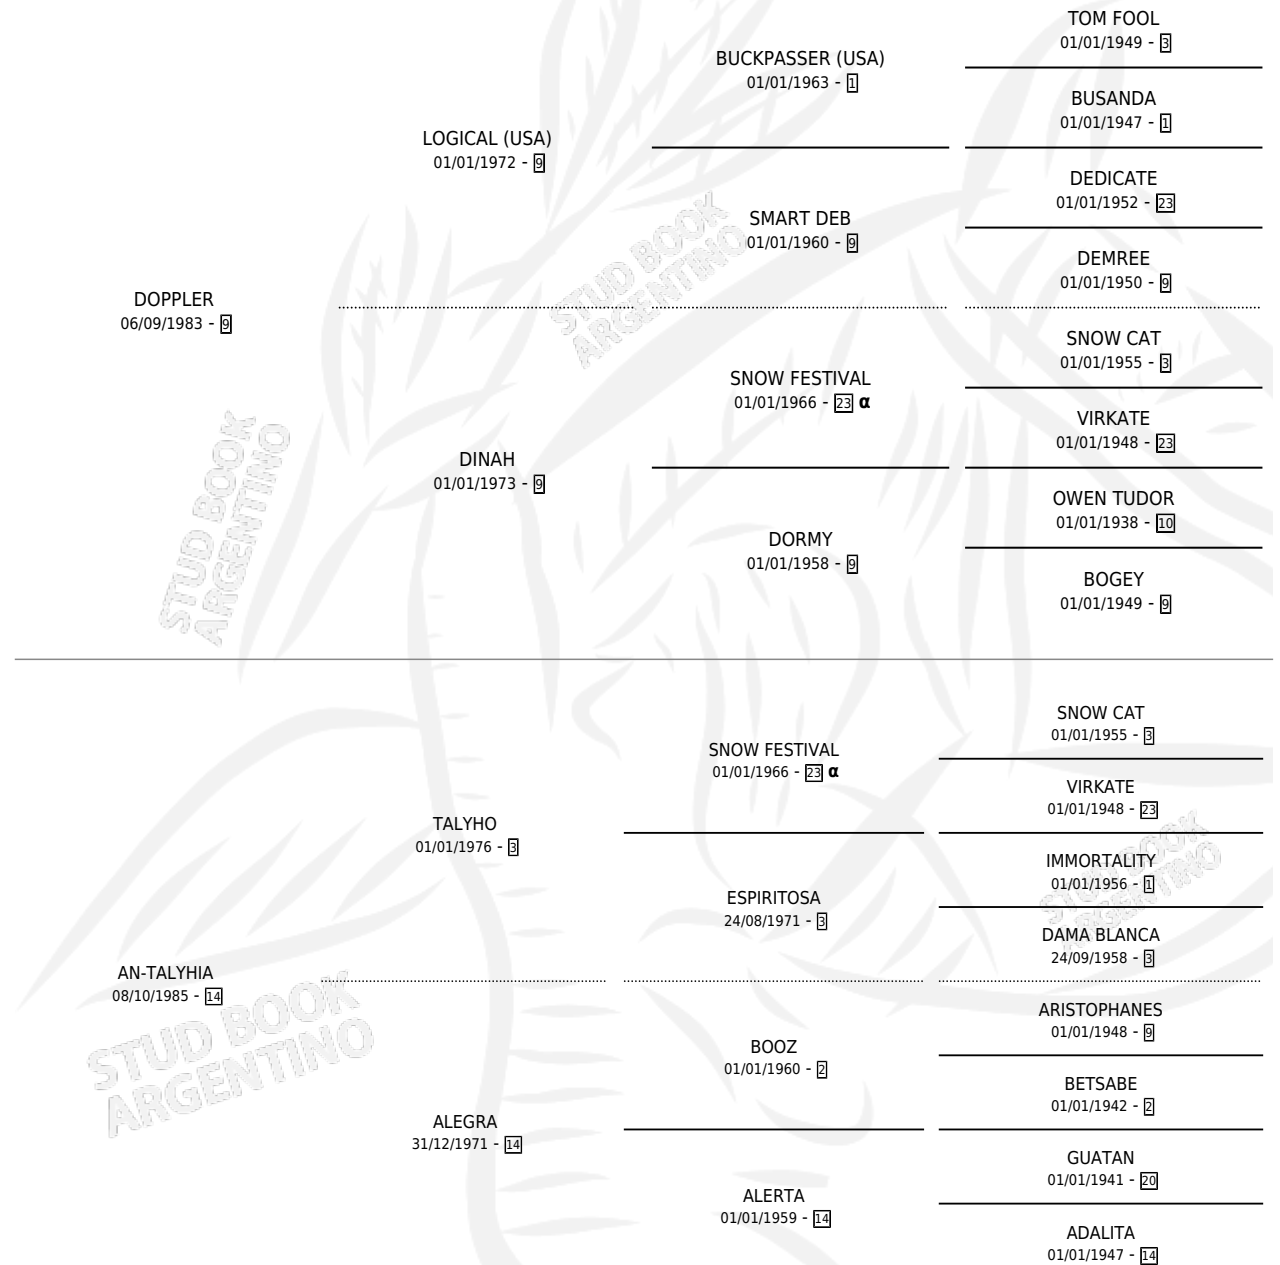 TOM FOOL
01/01/1949 - 3
BUCKPASSER (USA)
01/01/1963 - 1
BUSANDA
01/01/1947 - 1
LOGICAL (USA)
01/01/1972 - 9
DEDICATE
01/01/1952 - 23
SMART DEB
01/01/1960 - 9
DEMREE
01/01/1950 - 9
DOPPLER
06/09/1983 - 9
SNOW CAT
01/01/1955 - 3
SNOW FESTIVAL
01/01/1966 - 23 α
VIRKATE
01/01/1948 - 23
DINAH
01/01/1973 - 9
OWEN TUDOR
01/01/1938 - 10
DORMY
01/01/1958 - 9
BOGEY
01/01/1949 - 9
SNOW CAT
01/01/1955 - 3
SNOW FESTIVAL
01/01/1966 - 23 α
VIRKATE
01/01/1948 - 23
TALYHO
01/01/1976 - 3
IMMORTALITY
01/01/1956 - 1
ESPIRITOSA
24/08/1971 - 3
DAMA BLANCA
24/09/1958 - 3
AN-TALYHIA
08/10/1985 - 14
ARISTOPHANES
01/01/1948 - 9
BOOZ
01/01/1960 - 2
BETSABE
01/01/1942 - 2
ALEGRA
31/12/1971 - 14
GUATAN
01/01/1941 - 20
ALERTA
01/01/1959 - 14
ADALITA
01/01/1947 - 14
STUD BOOK
ARGENTINO
STUD BOOK
ARGENTINO
STUD BOOK
ARGENTINO
STUD BOOK
ARGENTINO